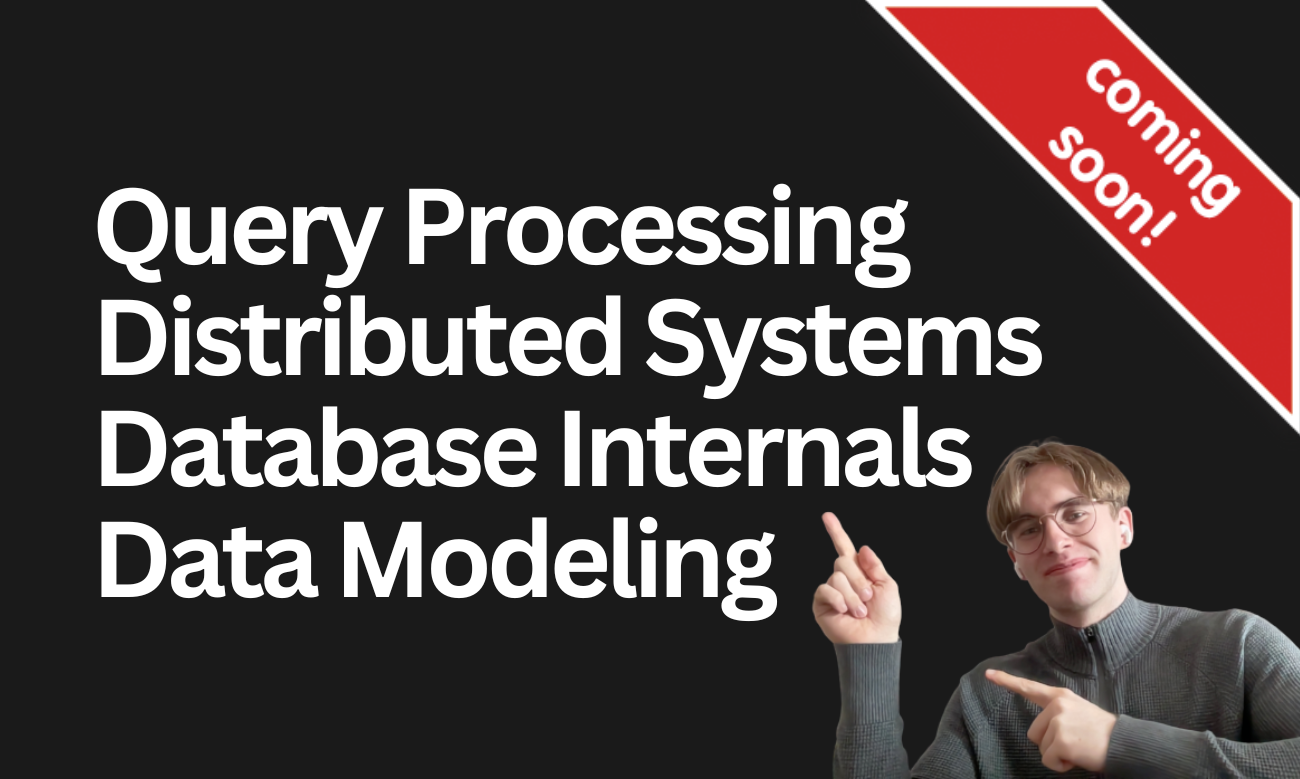 coming
soon!
Query Processing
Distributed Systems
Database Internals
Data Modeling